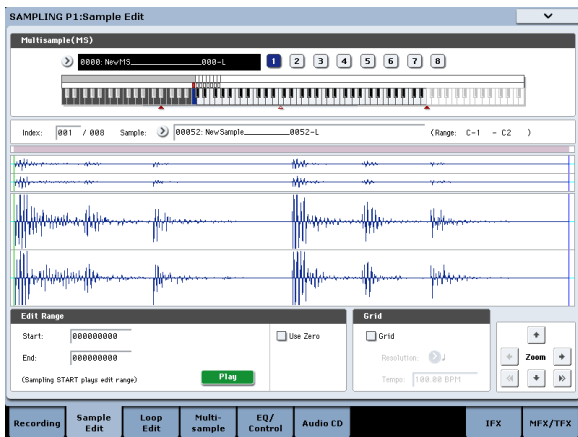 SAMPLING P1:Sample Edit
Multisample(MS)
0000: NewMS______________000-L
1 2 3 4 5 6 7 8
Index: 001 / 008 Sample: 00052: NewSample__________0052-L (Range: C-1 - C2 )
Edit Range
Start: 000000000
Use Zero
End: 000000000
(Sampling START plays edit range)
Play
Grid
Grid
Resolution: ♩
Tempo: 100.00 BPM
Zoom
Recording
Sample Edit
Loop Edit
Multi-sample
EQ/Control
Audio CD
IFX
MFX/TFX